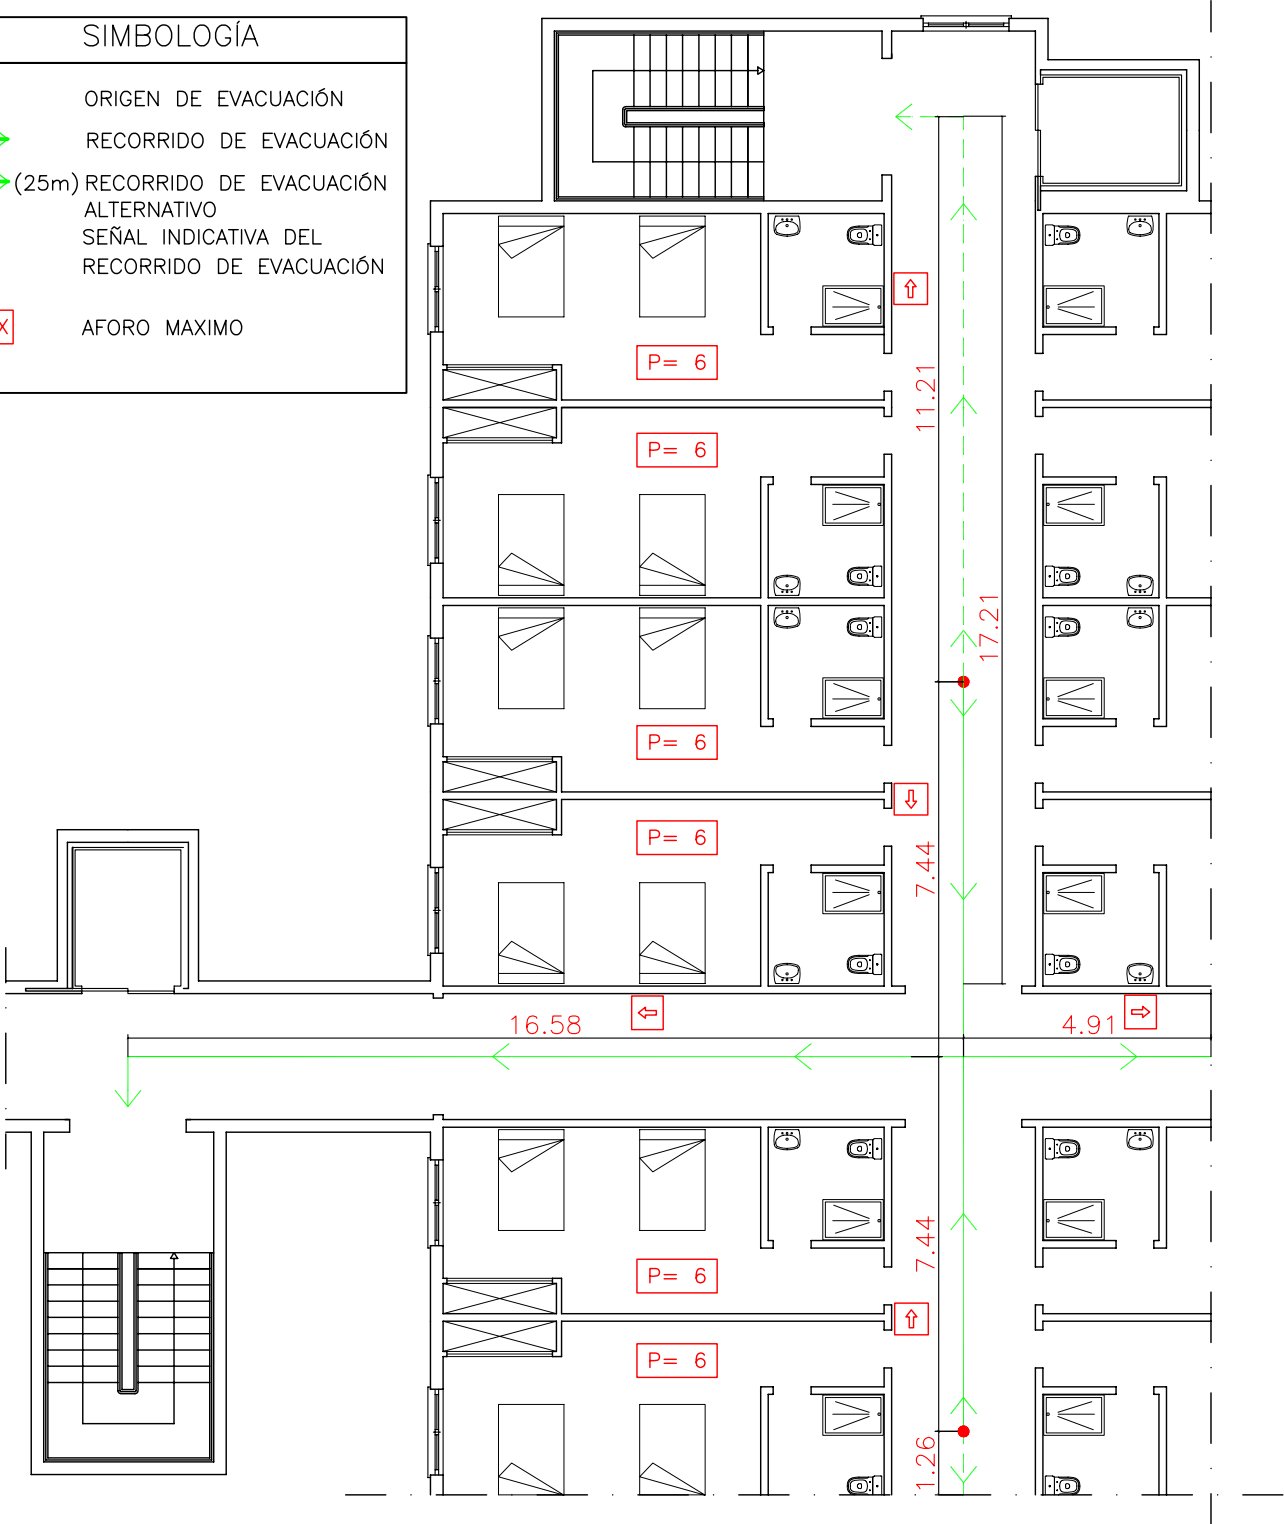 SIMBOLOGÍA
ORIGEN DE EVACUACIÓN
RECORRIDO DE EVACUACIÓN
(25m) RECORRIDO DE EVACUACIÓN
ALTERNATIVO
SEÑAL INDICATIVA DEL
RECORRIDO DE EVACUACIÓN
X AFORO MAXIMO
P= 6
11.21
P= 6
17.21
P= 6
P= 6
7.44
16.58
4.91
7.44
P= 6
P= 6
1.26